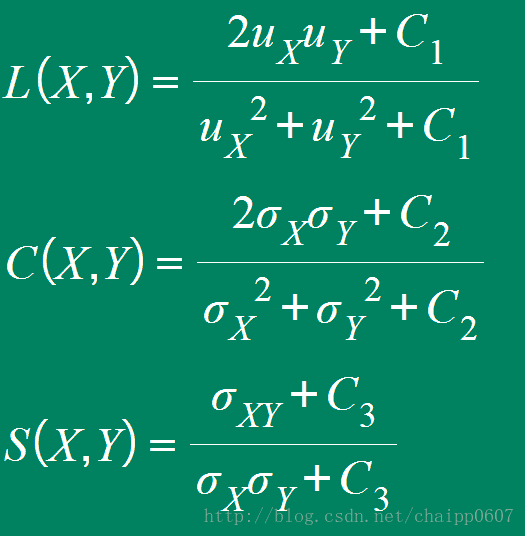 L(X,Y) = (2u_X u_Y + C_1) / (u_X^2 + u_Y^2 + C_1)
C(X,Y) = (2σ_X σ_Y + C_2) / (σ_X^2 + σ_Y^2 + C_2)
S(X,Y) = (σ_XY + C_3) / (σ_X σ_Y + C_3)
http://blog.csdn.net/chaipp0607